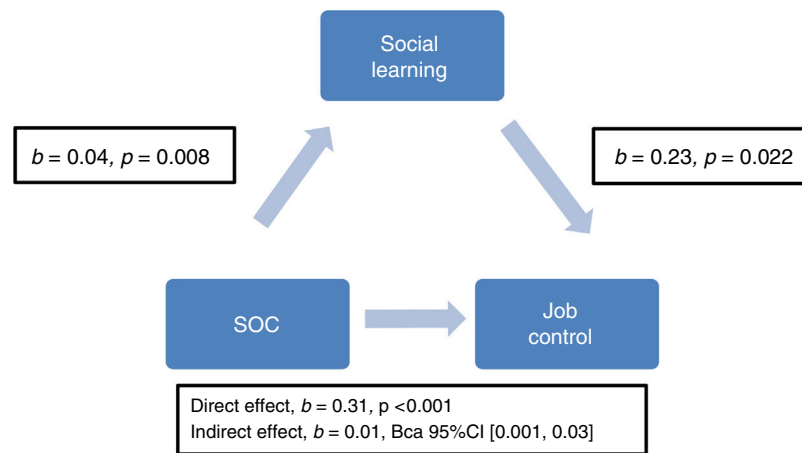 Social
learning
b = 0.04, p = 0.008
b = 0.23, p = 0.022
SOC
Job
control
Direct effect, b = 0.31, p <0.001
Indirect effect, b = 0.01, Bca 95%CI [0.001, 0.03]